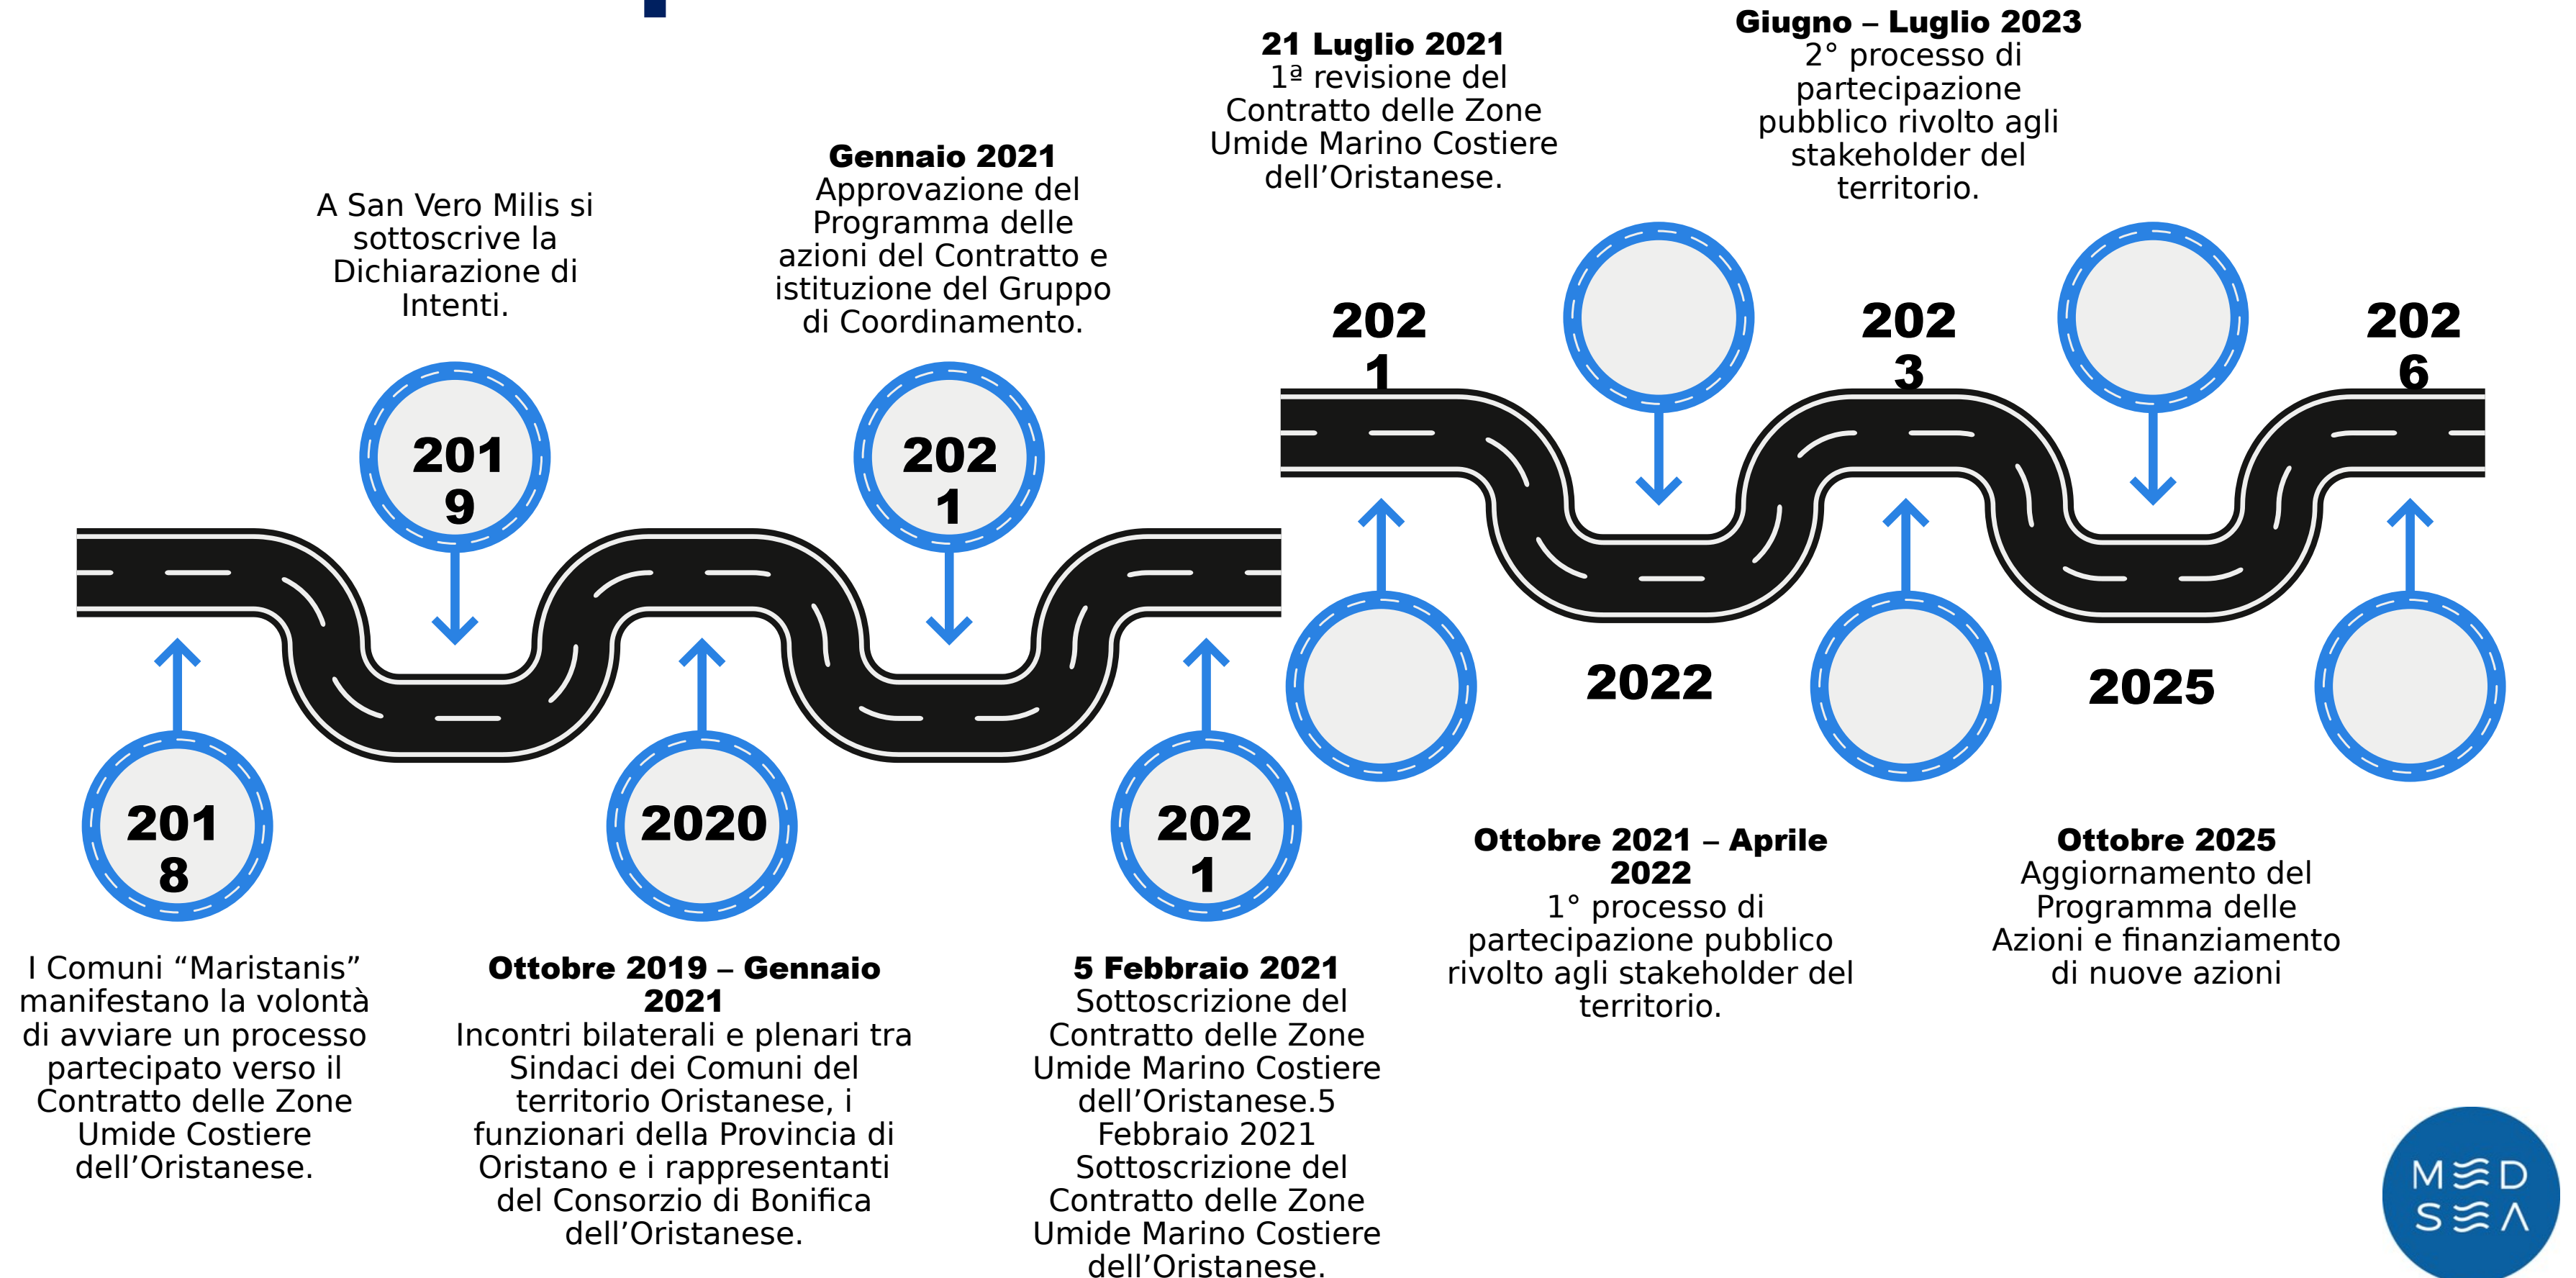 A San Vero Milis si
sottoscrive la
Dichiarazione di
Intenti.
Gennaio 2021
Approvazione del
Programma delle
azioni del Contratto e
istituzione del Gruppo
di Coordinamento.
21 Luglio 2021
1ª revisione del
Contratto delle Zone
Umide Marino Costiere
dell’Oristanese.
Giugno – Luglio 2023
2° processo di
partecipazione
pubblico rivolto agli
stakeholder del
territorio.
201
9
202
1
202
1
202
3
202
6
201
8
2020
202
1
2022
2025
I Comuni “Maristanis”
manifestano la volontà
di avviare un processo
partecipato verso il
Contratto delle Zone
Umide Costiere
dell’Oristanese.
Ottobre 2019 – Gennaio
2021
Incontri bilaterali e plenari tra
Sindaci dei Comuni del
territorio Oristanese, i
funzionari della Provincia di
Oristano e i rappresentanti
del Consorzio di Bonifica
dell’Oristanese.
5 Febbraio 2021
Sottoscrizione del
Contratto delle Zone
Umide Marino Costiere
dell’Oristanese.5
Febbraio 2021
Sottoscrizione del
Contratto delle Zone
Umide Marino Costiere
dell’Oristanese.
Ottobre 2021 – Aprile
2022
1° processo di
partecipazione pubblico
rivolto agli stakeholder del
territorio.
Ottobre 2025
Aggiornamento del
Programma delle
Azioni e finanziamento
di nuove azioni
MED
SEA